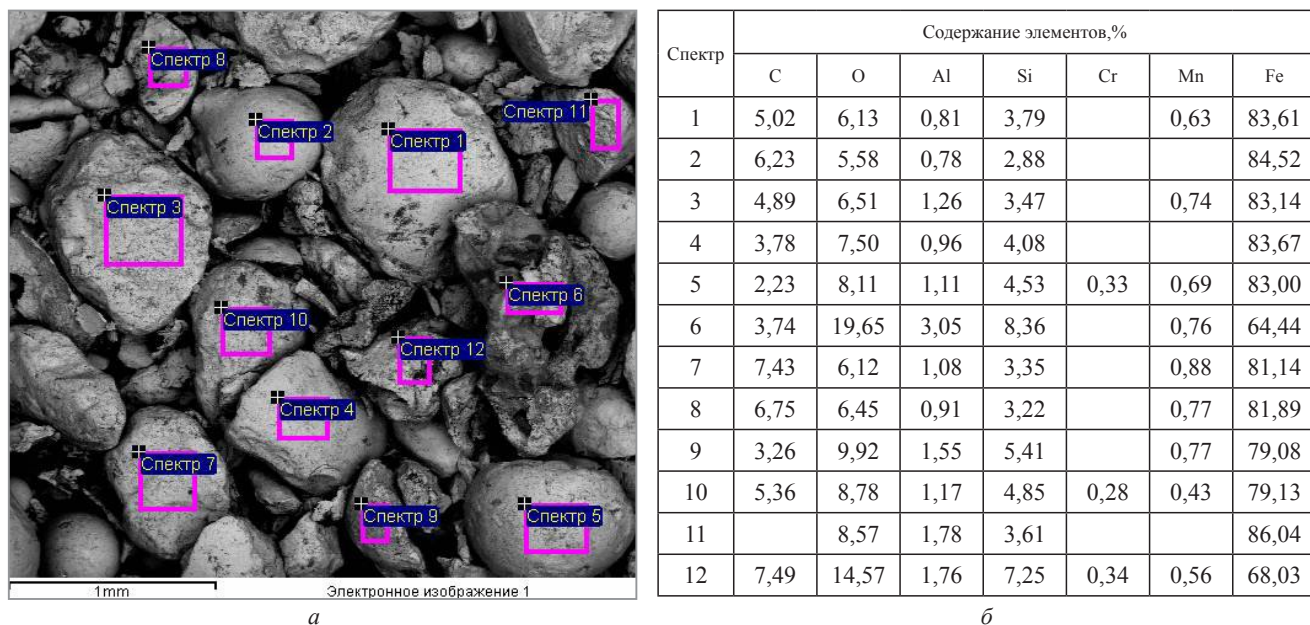 Спектр 8
Спектр 11
Спектр 2
Спектр 1
Спектр 3
Спектр 6
Спектр 10
Спектр 12
Спектр 4
Спектр 7
Спектр 9
Спектр 5
1mm Электронное изображение 1
а
Спектр Содержание элементов,%
C O Al Si Cr Mn Fe
1 5,02 6,13 0,81 3,79 0,63 83,61
2 6,23 5,58 0,78 2,88 84,52
3 4,89 6,51 1,26 3,47 0,74 83,14
4 3,78 7,50 0,96 4,08 83,67
5 2,23 8,11 1,11 4,53 0,33 0,69 83,00
6 3,74 19,65 3,05 8,36 0,76 64,44
7 7,43 6,12 1,08 3,35 0,88 81,14
8 6,75 6,45 0,91 3,22 0,77 81,89
9 3,26 9,92 1,55 5,41 0,77 79,08
10 5,36 8,78 1,17 4,85 0,28 0,43 79,13
11 8,57 1,78 3,61 86,04
12 7,49 14,57 1,76 7,25 0,34 0,56 68,03
б